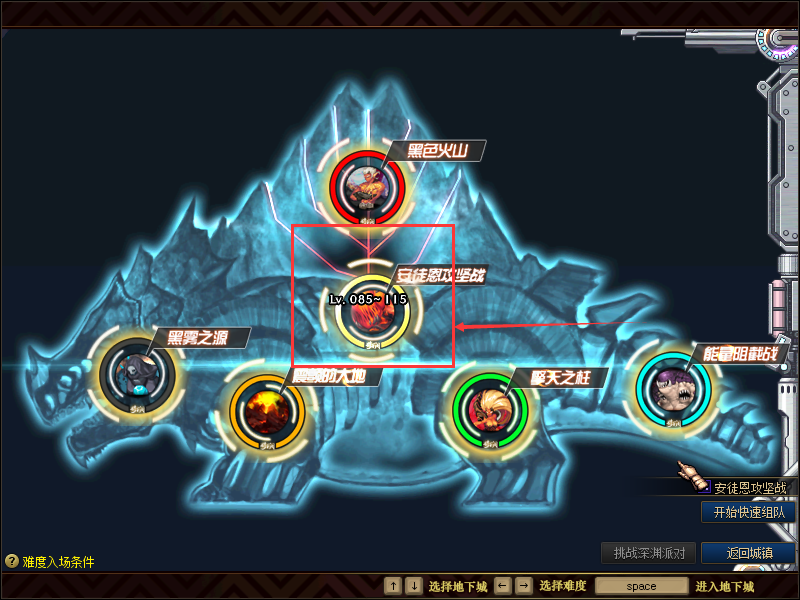 黑色火山
安徒恩攻坚战
Lv. 085~115
黑雾之源
能量阻截战
震颤的大地
擎天之柱
安徒恩攻坚战
开始快速组队
挑战深渊派对
返回城镇
? 难度入场条件
↑ ↓ 选择地下城 ← → 选择难度 space 进入地下城